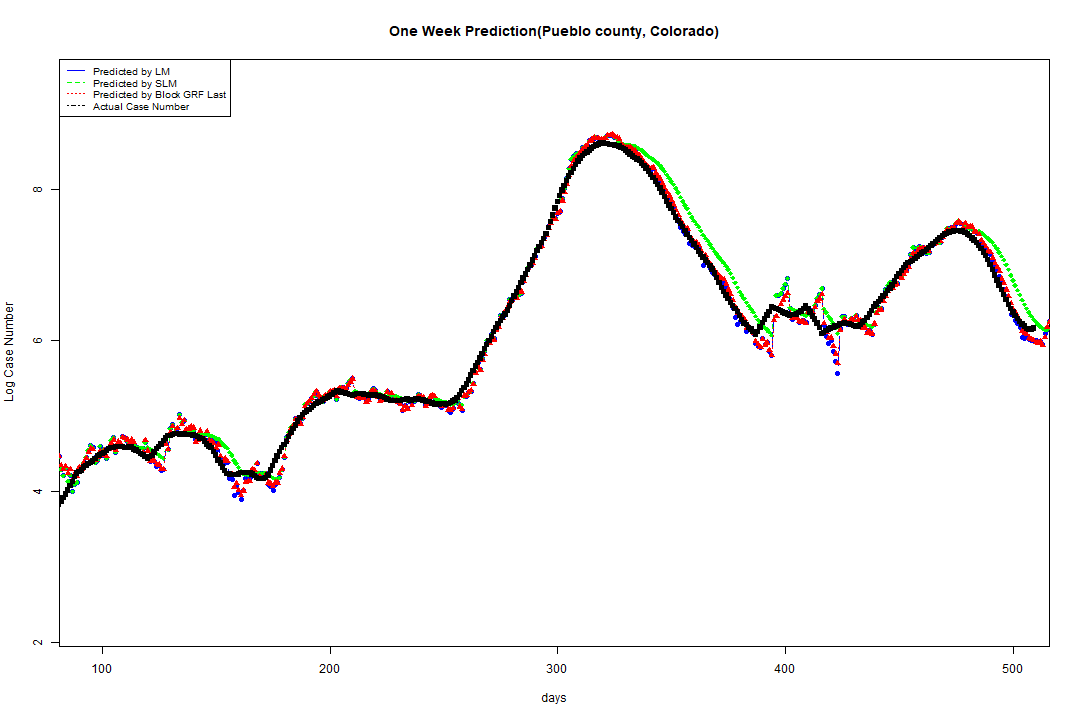 One Week Prediction(Pueblo county, Colorado)
Predicted by LM
Predicted by SLM
Predicted by Block GRF Last
Actual Case Number
Log Case Number
8
6
4
2
100 200 300 400 500
days